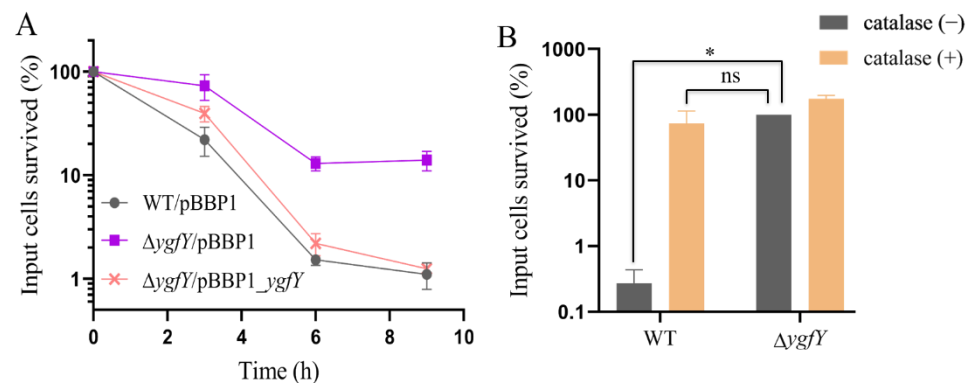 A
Input cells survived (%)
100
10
1
0 2 4 6 8 10
Time (h)
WT/pBBP1
ΔygfY/pBBP1
ΔygfY/pBBP1_ygfY
B
catalase (−)
catalase (+)
Input cells survived (%)
1000
100
10
1
0.1
*
ns
WT ΔygfY